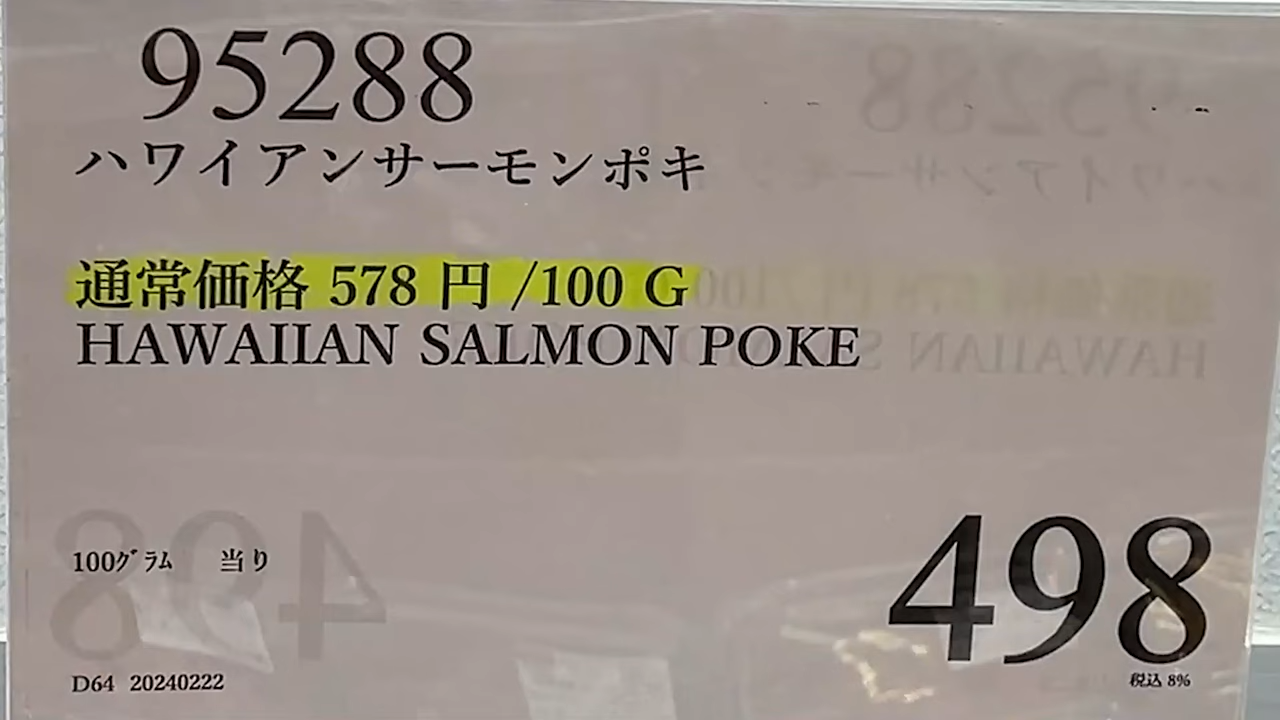 95288
ハワイアンサーモンポキ
通常価格 578 円 /100 G
HAWAIIAN SALMON POKE
100ｸﾞﾗﾑ 当り
498
D64 20240222
税込 8%